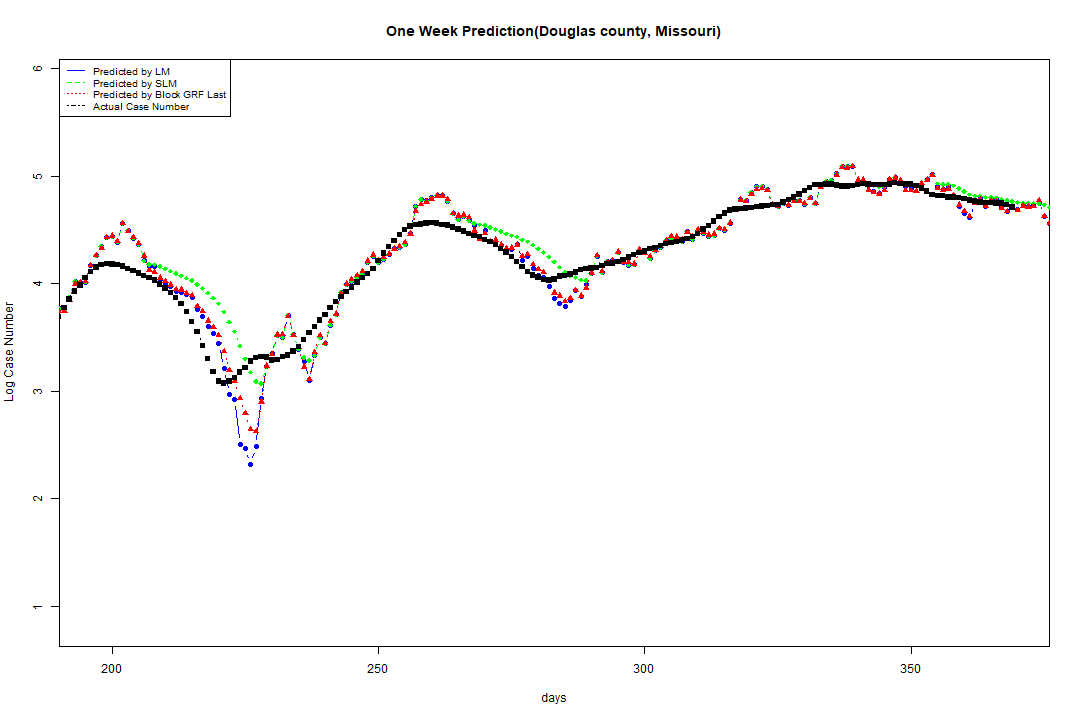 One Week Prediction(Douglas county, Missouri)
Predicted by LM
Predicted by SLM
Predicted by Block GRF Last
Actual Case Number
6
5
4
3
2
1
Log Case Number
200
250
300
350
days